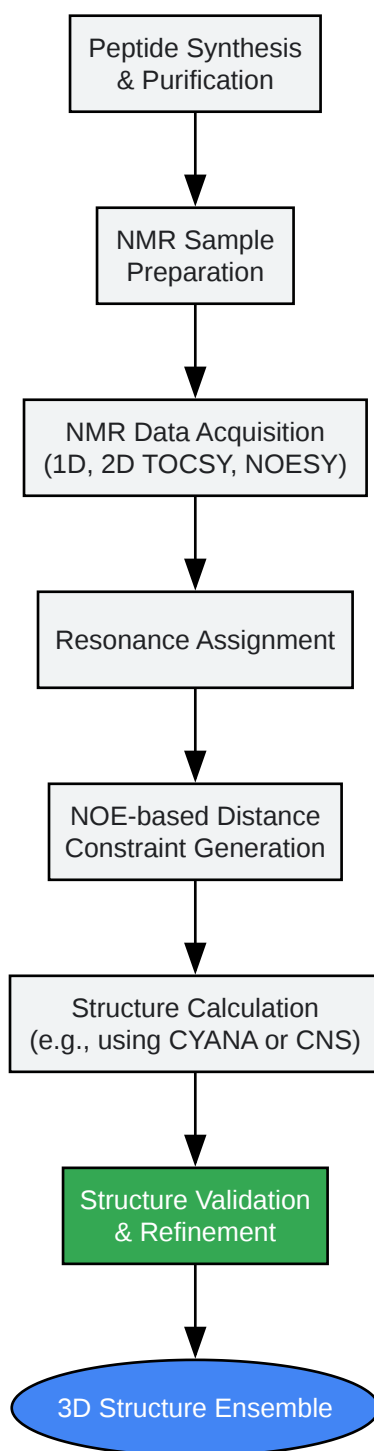 Peptide Synthesis
& Purification
NMR Sample
Preparation
NMR Data Acquisition
(1D, 2D TOCSY, NOESY)
Resonance Assignment
NOE-based Distance
Constraint Generation
Structure Calculation
(e.g., using CYANA or CNS)
Structure Validation
& Refinement
3D Structure Ensemble